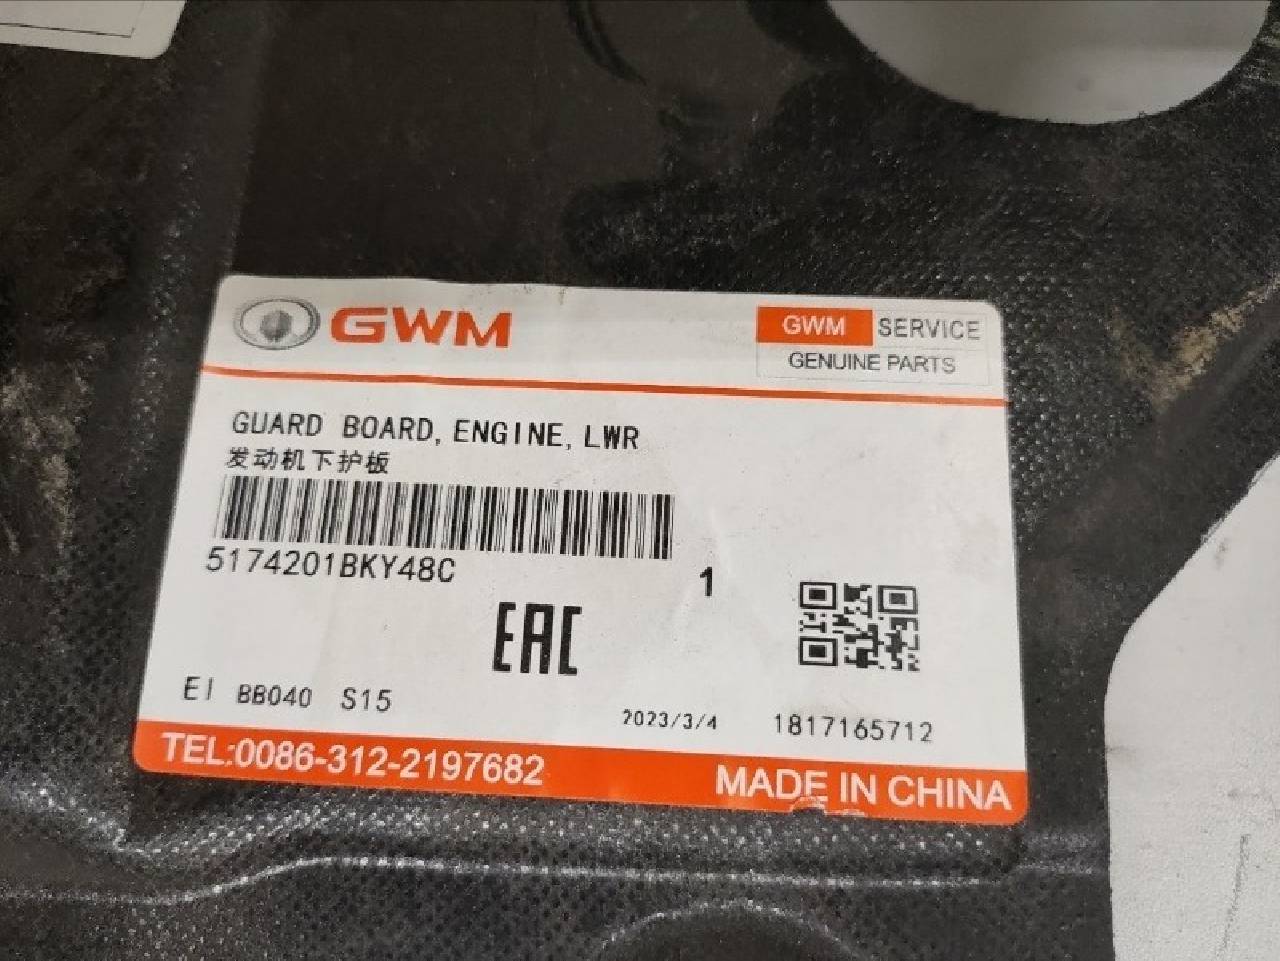 GWM
GWM SERVICE
GENUINE PARTS
GUARD BOARD, ENGINE, LWR
发动机下护板
5174201BKY48C
1
EAC
EI BB040 S15
2023/3/4 1817165712
TEL:0086-312-2197682
MADE IN CHINA